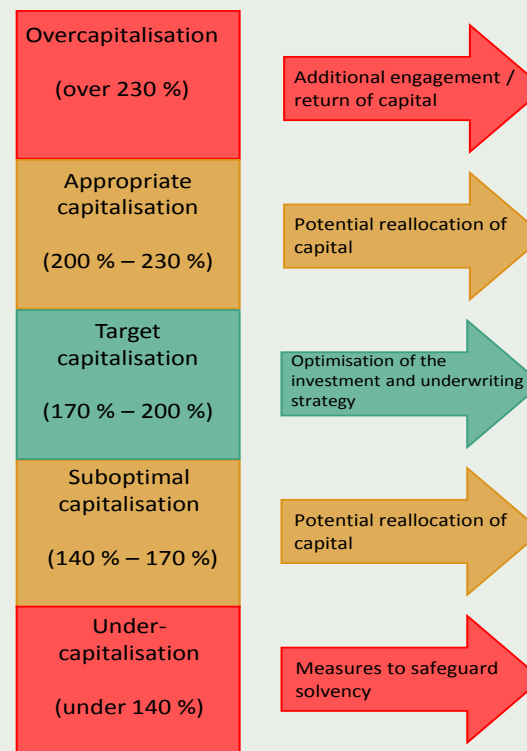 Overcapitalisation
(over 230 %)
Additional engagement /
return of capital
Appropriate
capitalisation
(200 % – 230 %)
Potential reallocation of
capital
Target
capitalisation
(170 % – 200 %)
Optimisation of the
investment and underwriting
strategy
Suboptimal
capitalisation
(140 % – 170 %)
Potential reallocation of
capital
Under-
capitalisation
(under 140 %)
Measures to safeguard
solvency